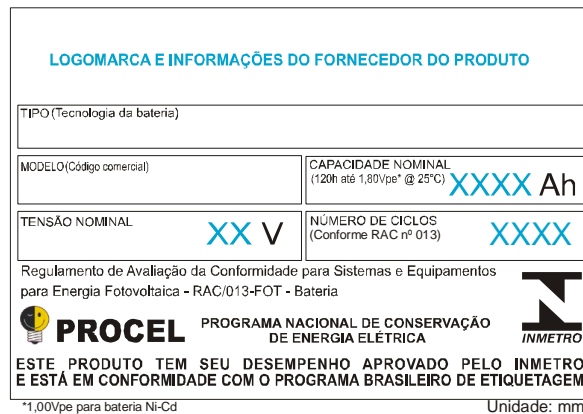 LOGOMARCA E INFORMAÇÕES DO FORNECEDOR DO PRODUTO
TIPO (Tecnologia da bateria)
MODELO (Código comercial)
CAPACIDADE NOMINAL
(120h até 1,80Vpe* @ 25°C) XXXX Ah
TENSÃO NOMINAL XX V
NÚMERO DE CICLOS
(Conforme RAC nº 013) XXXX
Regulamento de Avaliação da Conformidade para Sistemas e Equipamentos
para Energia Fotovoltaica - RAC/013-FOT - Bateria
PROCEL
PROGRAMA NACIONAL DE CONSERVAÇÃO
DE ENERGIA ELÉTRICA
INMETRO
ESTE PRODUTO TEM SEU DESEMPENHO APROVADO PELO INMETRO
E ESTÁ EM CONFORMIDADE COM O PROGRAMA BRASILEIRO DE ETIQUETAGEM
*1,00Vpe para bateria Ni-Cd
Unidade: mm